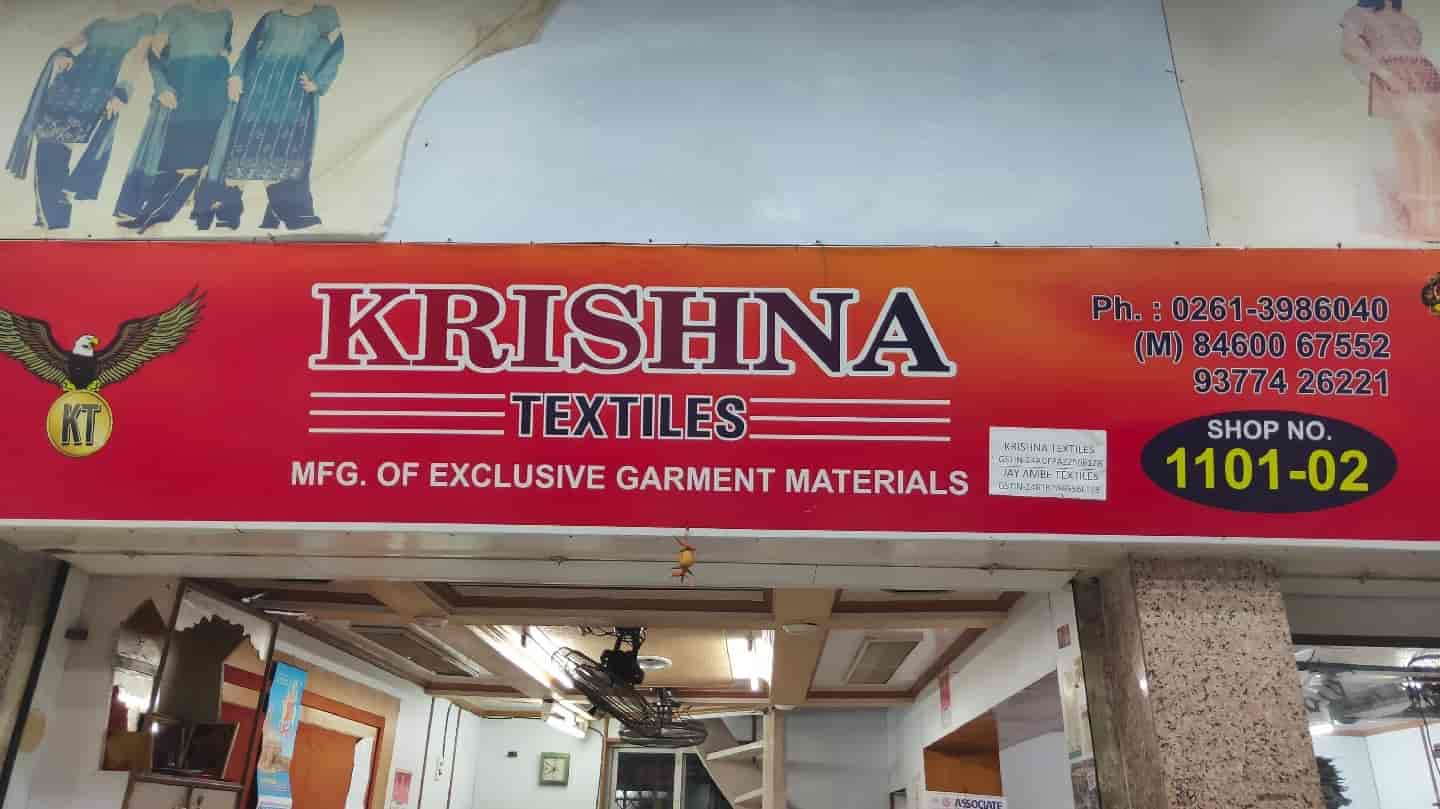 KT
KRISHNA
TEXTILES
MFG. OF EXCLUSIVE GARMENT MATERIALS
KRISHNA TEXTILES
JAY AMBE TEXTILES
Ph. : 0261-3986040
(M) 84600 67552
93774 26221
SHOP NO.
1101-02
ASSOCIATE